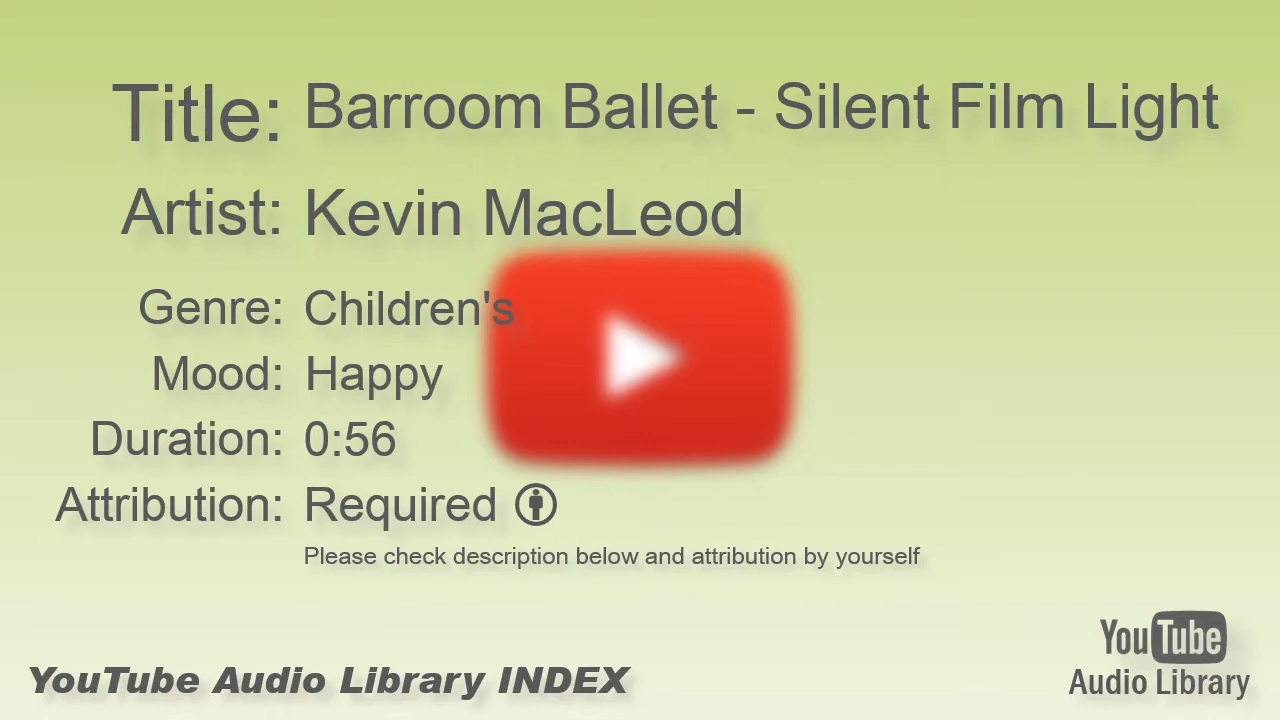 Title: Barroom Ballet - Silent Film Light
Artist: Kevin MacLeod
Genre: Children's
Mood: Happy
Duration: 0:56
Attribution: Required
Please check description below and attribution by yourself
YouTube Audio Library INDEX
YouTube
Audio Library